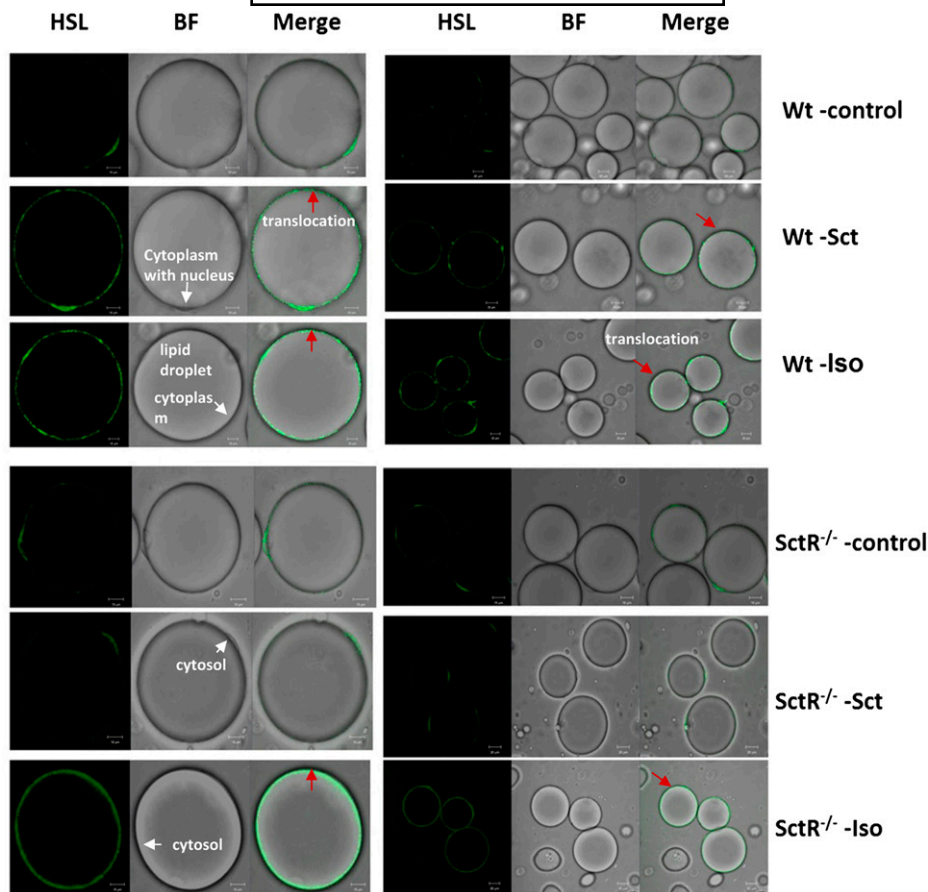 HSL BF Merge HSL BF Merge
Wt -control
translocation
Cytoplasm
with nucleus
Wt -Sct
lipid
droplet
cytoplas
m
translocation
Wt -Iso
SctR-/- -control
cytosol
SctR-/- -Sct
cytosol
SctR-/- -Iso